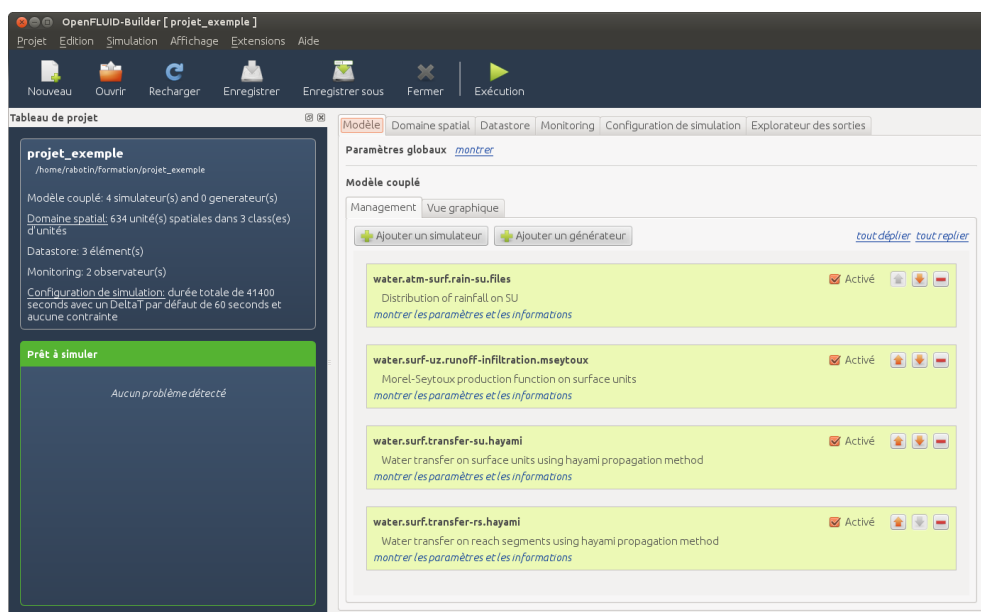 OpenFLUID-Builder [ projet_exemple ]
Projet Edition Simulation Affichage Extensions Aide
Nouveau Ouvrir Recharger Enregistrer Enregistrer sous Fermer Exécution
Tableau de projet
projet_exemple
/home/rabotin/formation/projet_exemple
Modèle couplé: 4 simulateur(s) and 0 generateur(s)
Domaine spatial: 634 unité(s) spatiales dans 3 class(es)
d'unités
Datastore: 3 élément(s)
Monitoring: 2 observateur(s)
Configuration de simulation: durée totale de 41400
secondes avec un DeltaT par défaut de 60 secondes et
aucune contrainte
Prêt à simuler
Aucun problème détecté
Modèle Domaine spatial Datastore Monitoring Configuration de simulation Explorateur des sorties
Paramètres globaux montrer
Modèle couplé
Management Vue graphique
Ajouter un simulateur Ajouter un générateur tout déplier tout replier
water.atm-surf.rain-su.files Activé
Distribution of rainfall on SU
montrer les paramètres et les informations
water.surf-uz.runoff-infiltration.mseytoux Activé
Morel-Seytoux production function on surface units
montrer les paramètres et les informations
water.surf.transfer-su.hayami Activé
Water transfer on surface units using hayami propagation method
montrer les paramètres et les informations
water.surf.transfer-rs.hayami Activé
Water transfer on reach segments using hayami propagation method
montrer les paramètres et les informations